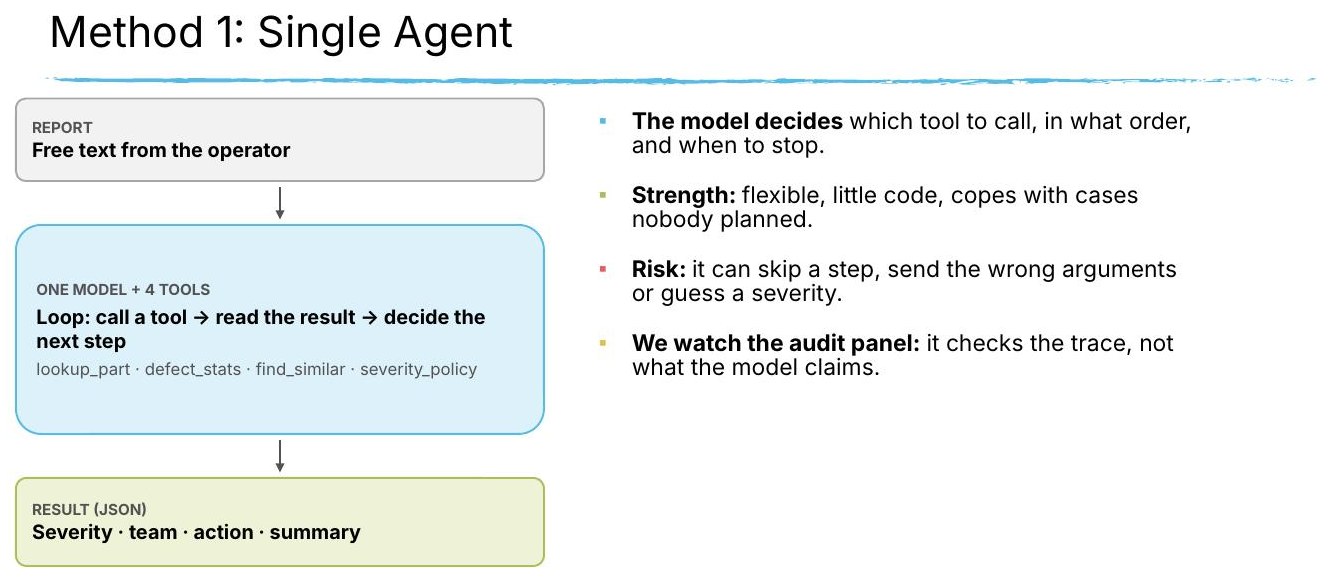 Method 1: Single Agent
REPORT
Free text from the operator
ONE MODEL + 4 TOOLS
Loop: call a tool → read the result → decide the
next step
lookup_part · defect_stats · find_similar · severity_policy
RESULT (JSON)
Severity · team · action · summary
The model decides which tool to call, in what order,
and when to stop.
Strength: flexible, little code, copes with cases
nobody planned.
Risk: it can skip a step, send the wrong arguments
or guess a severity.
We watch the audit panel: it checks the trace, not
what the model claims.